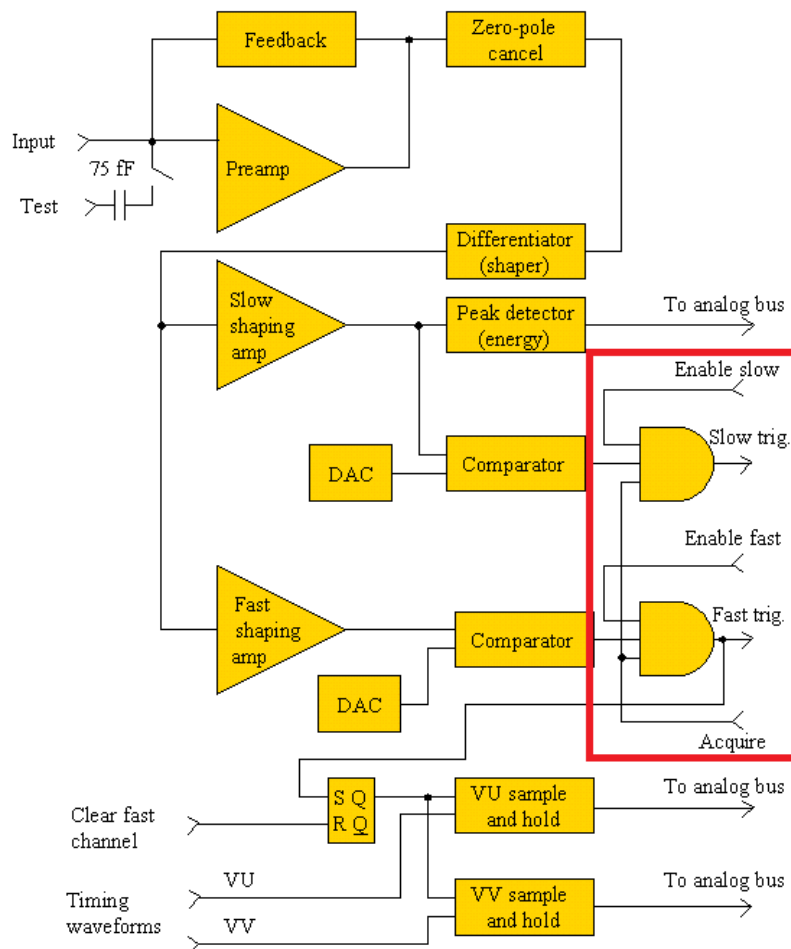 Feedback
Zero-pole
cancel
Input
75 fF
Preamp
Test
Differentiator
(shaper)
Slow
shaping
amp
Peak detector
(energy)
To analog bus
Enable slow
DAC
Comparator
Slow trig.
Enable fast
Fast
shaping
amp
Comparator
Fast trig.
DAC
Acquire
Clear fast
channel
S Q
R Q
VU sample
and hold
To analog bus
Timing
waveforms
VU
VV
VV sample
and hold
To analog bus